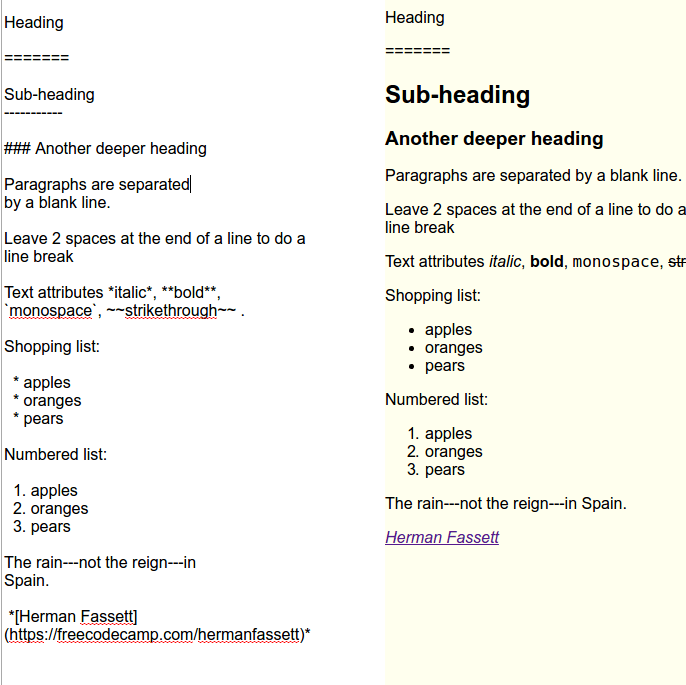 Heading
=======
Sub-heading
-----------
### Another deeper heading
Paragraphs are separated
by a blank line.
Leave 2 spaces at the end of a line to do a
line break
Text attributes *italic*, **bold**,
`monospace`, ~~strikethrough~~ .
Shopping list:
* apples
* oranges
* pears
Numbered list:
1. apples
2. oranges
3. pears
The rain---not the reign---in
Spain.
*[Herman Fassett]
(https://freecodecamp.com/hermanfassett)*
Heading
=======
Sub-heading
Another deeper heading
Paragraphs are separated by a blank line.
Leave 2 spaces at the end of a line to do a
line break
Text attributes italic, bold, monospace, str
Shopping list:
• apples
• oranges
• pears
Numbered list:
1. apples
2. oranges
3. pears
The rain---not the reign---in Spain.
Herman Fassett